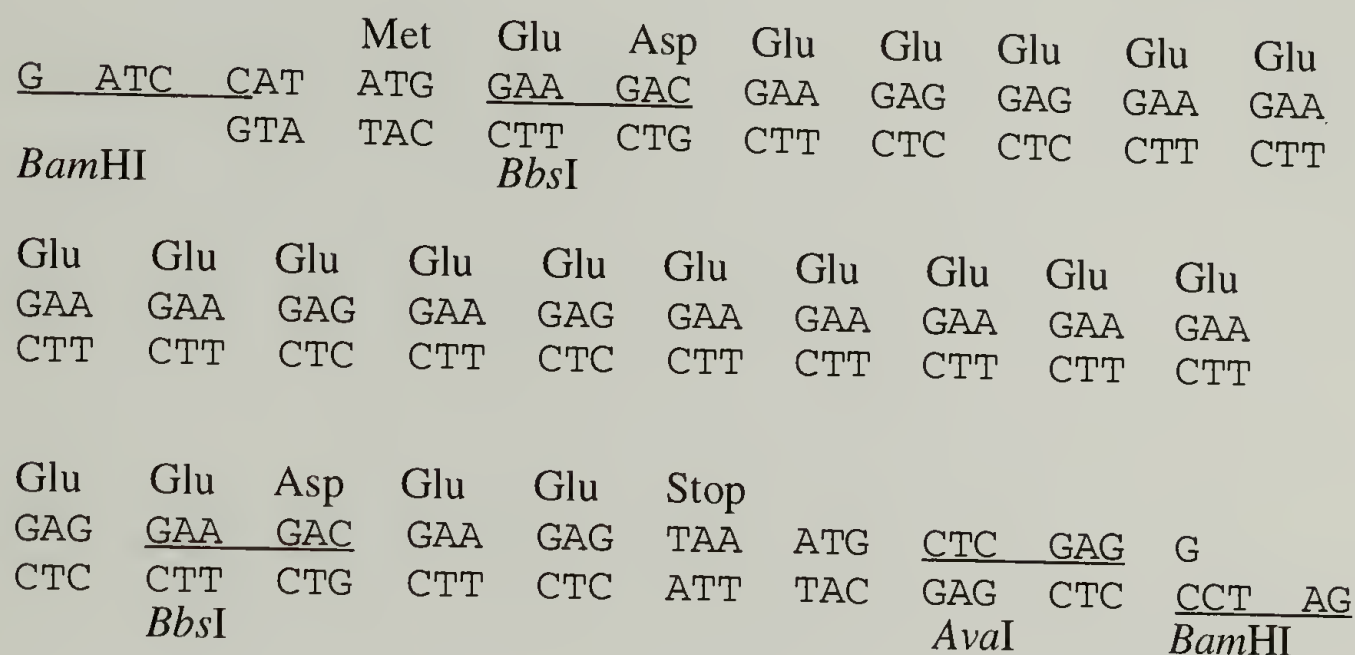 Met Glu Asp Glu Glu Glu Glu Glu
G ATC CAT ATG GAA GAC GAA GAG GAG GAA GAA
GTA TAC CTT CTG CTT CTC CTC CTT CTT
BamHI BbsI
Glu Glu Glu Glu Glu Glu Glu Glu Glu Glu
GAA GAA GAG GAA GAG GAA GAA GAA GAA GAA
CTT CTT CTC CTT CTC CTT CTT CTT CTT CTT
Glu Glu Asp Glu Glu Stop
GAG GAA GAC GAA GAG TAA ATG CTC GAG G
CTC CTT CTG CTT CTC ATT TAC GAG CTC CCT AG
BbsI AvaI BamHI